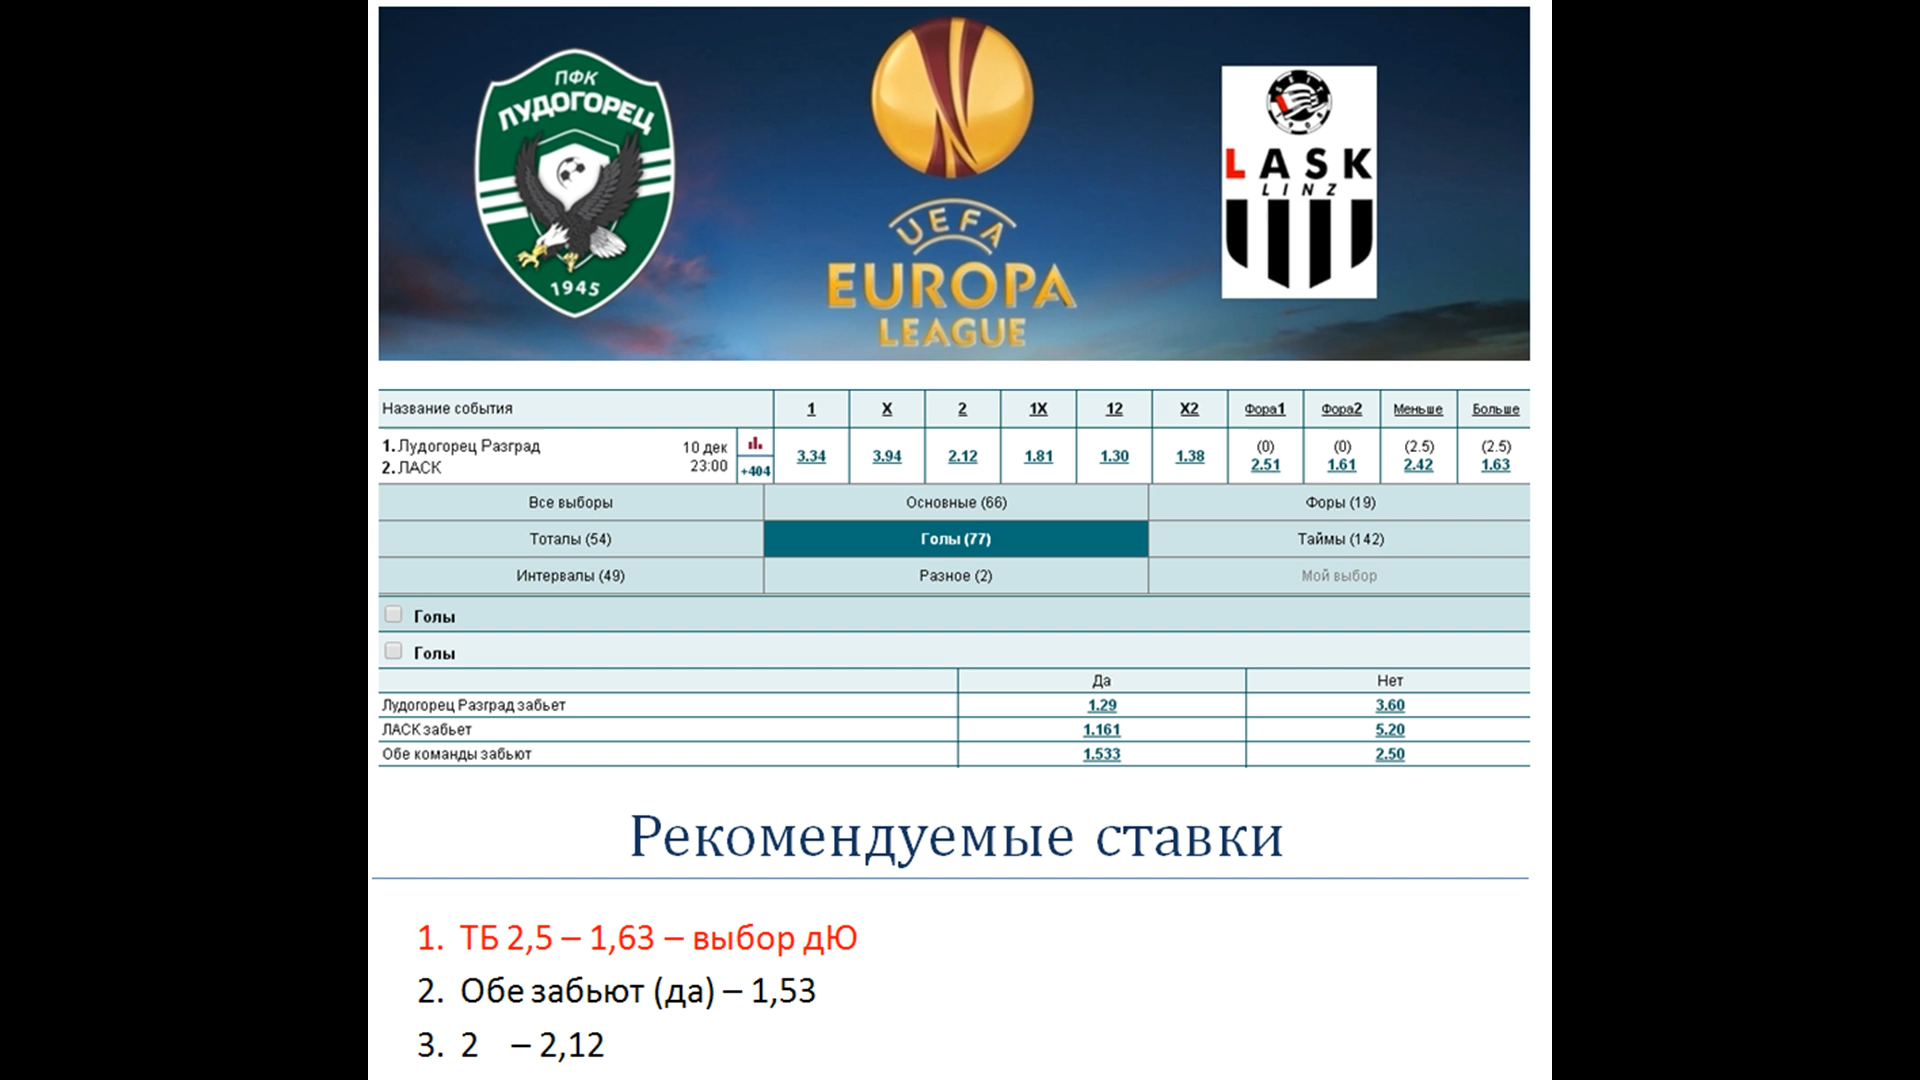 ПФК
ЛУДОГОРЕЦ
1945
UEFA
EUROPA
LEAGUE
LASK
LINZ
Название события 1 X 2 1X 12 X2 Фора1 Фора2 Меньше Больше
1. Лудогорец Разград 10 дек (0) (0) (2.5) (2.5)
2. ЛАСК 23:00 +404 3.34 3.94 2.12 1.81 1.30 1.38 2.51 1.61 2.42 1.63
Все выборы Основные (66) Форы (19)
Тоталы (54) Голы (77) Таймы (142)
Интервалы (49) Разное (2) Мой выбор
Голы
Голы
Да Нет
Лудогорец Разград забьет 1.29 3.60
ЛАСК забьет 1.161 5.20
Обе команды забьют 1.533 2.50
Рекомендуемые ставки
1. ТБ 2,5 – 1,63 – выбор дЮ
2. Обе забьют (да) – 1,53
3. 2 – 2,12